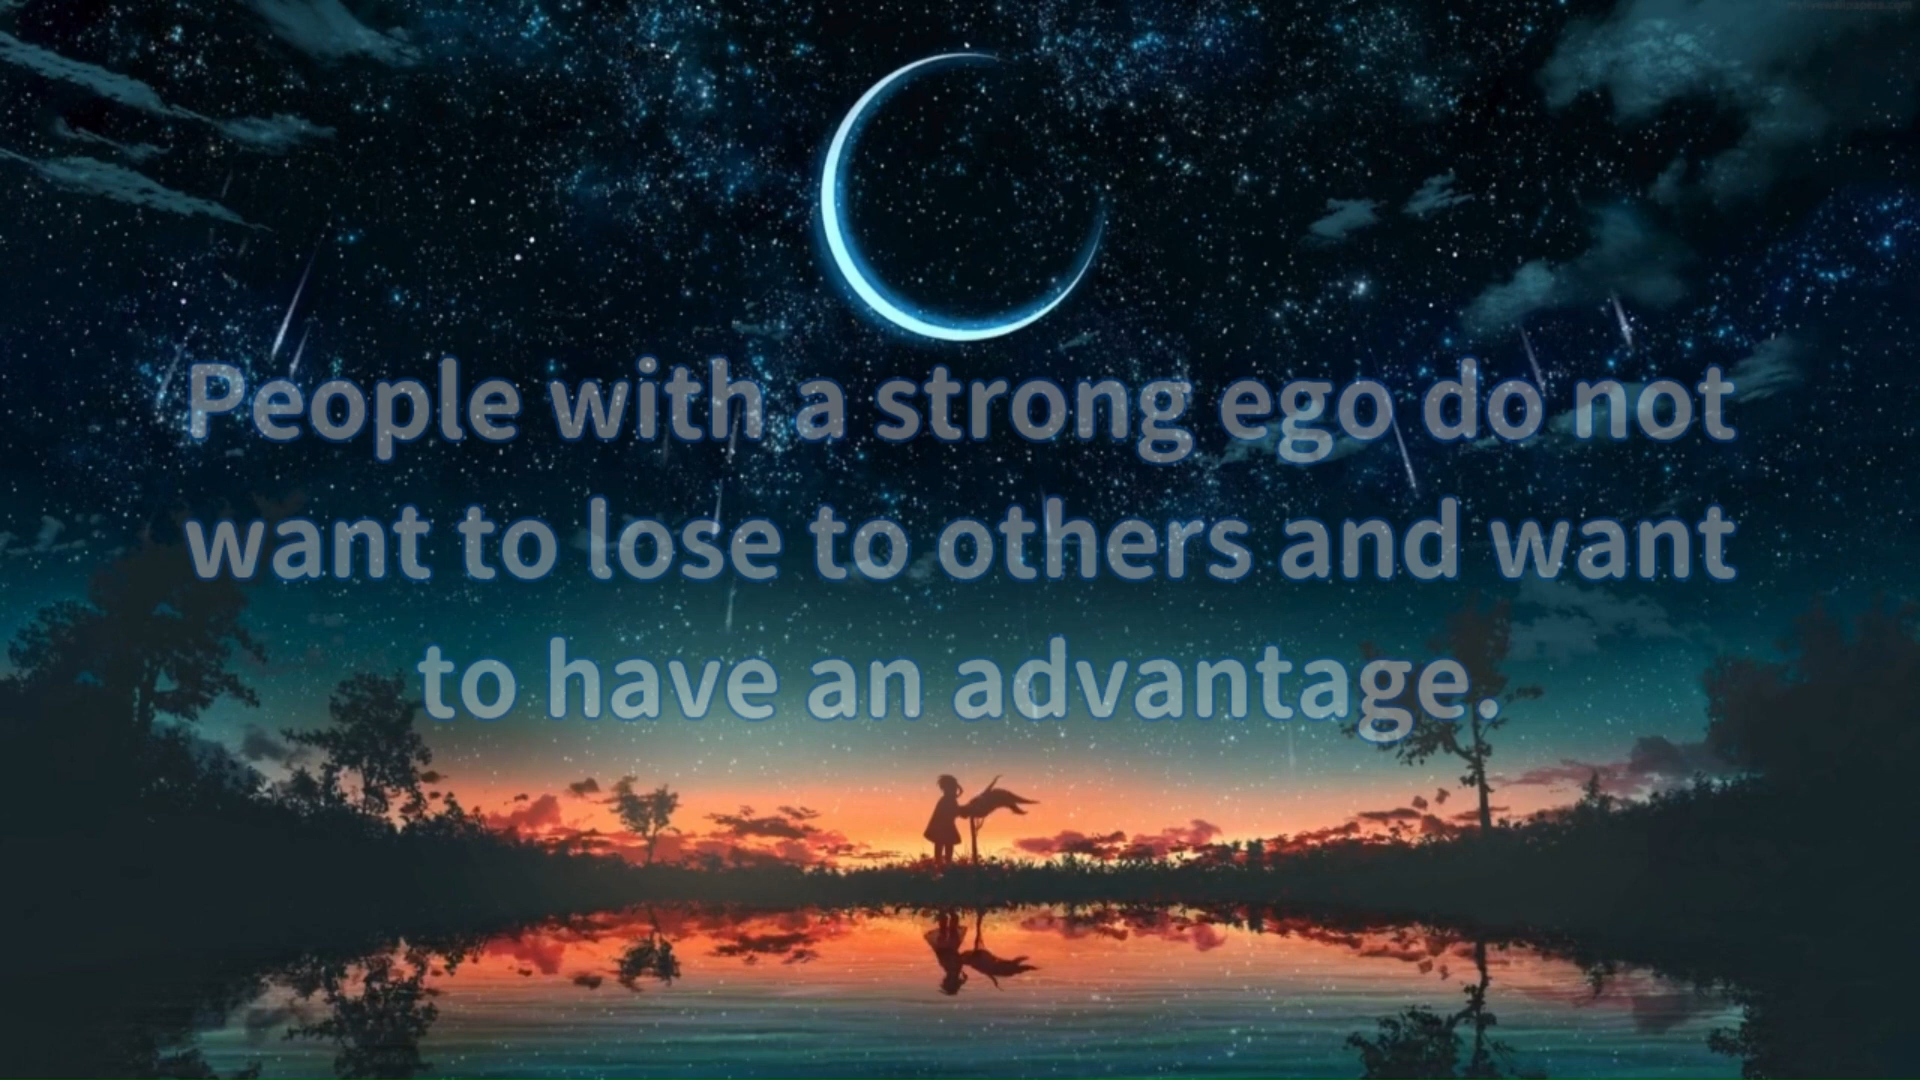 People with a strong ego do not
want to lose to others and want
to have an advantage.